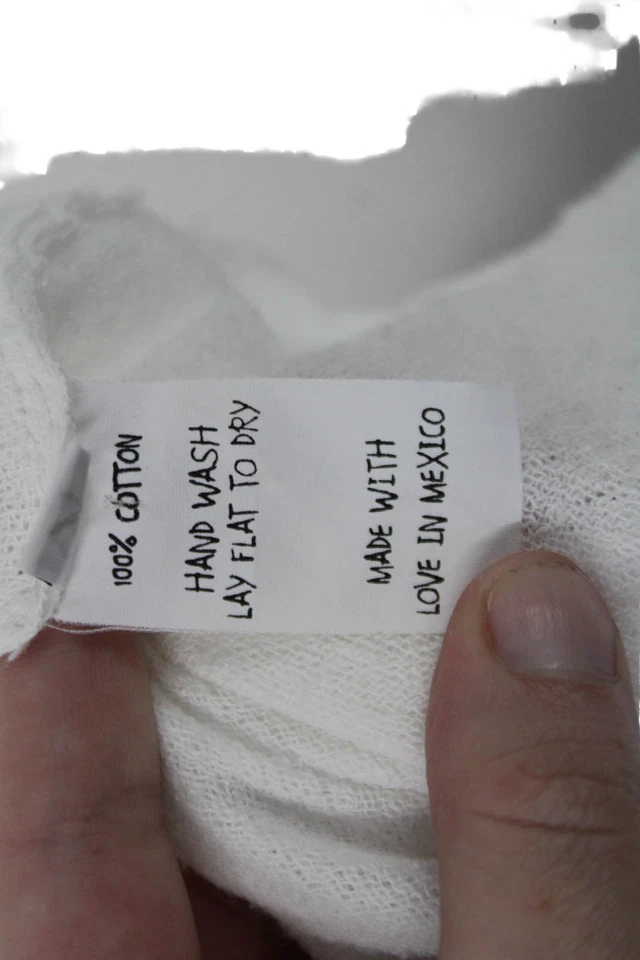 100% COTTON
HAND WASH
LAY FLAT TO DRY
MADE WITH
LOVE IN MEXICO